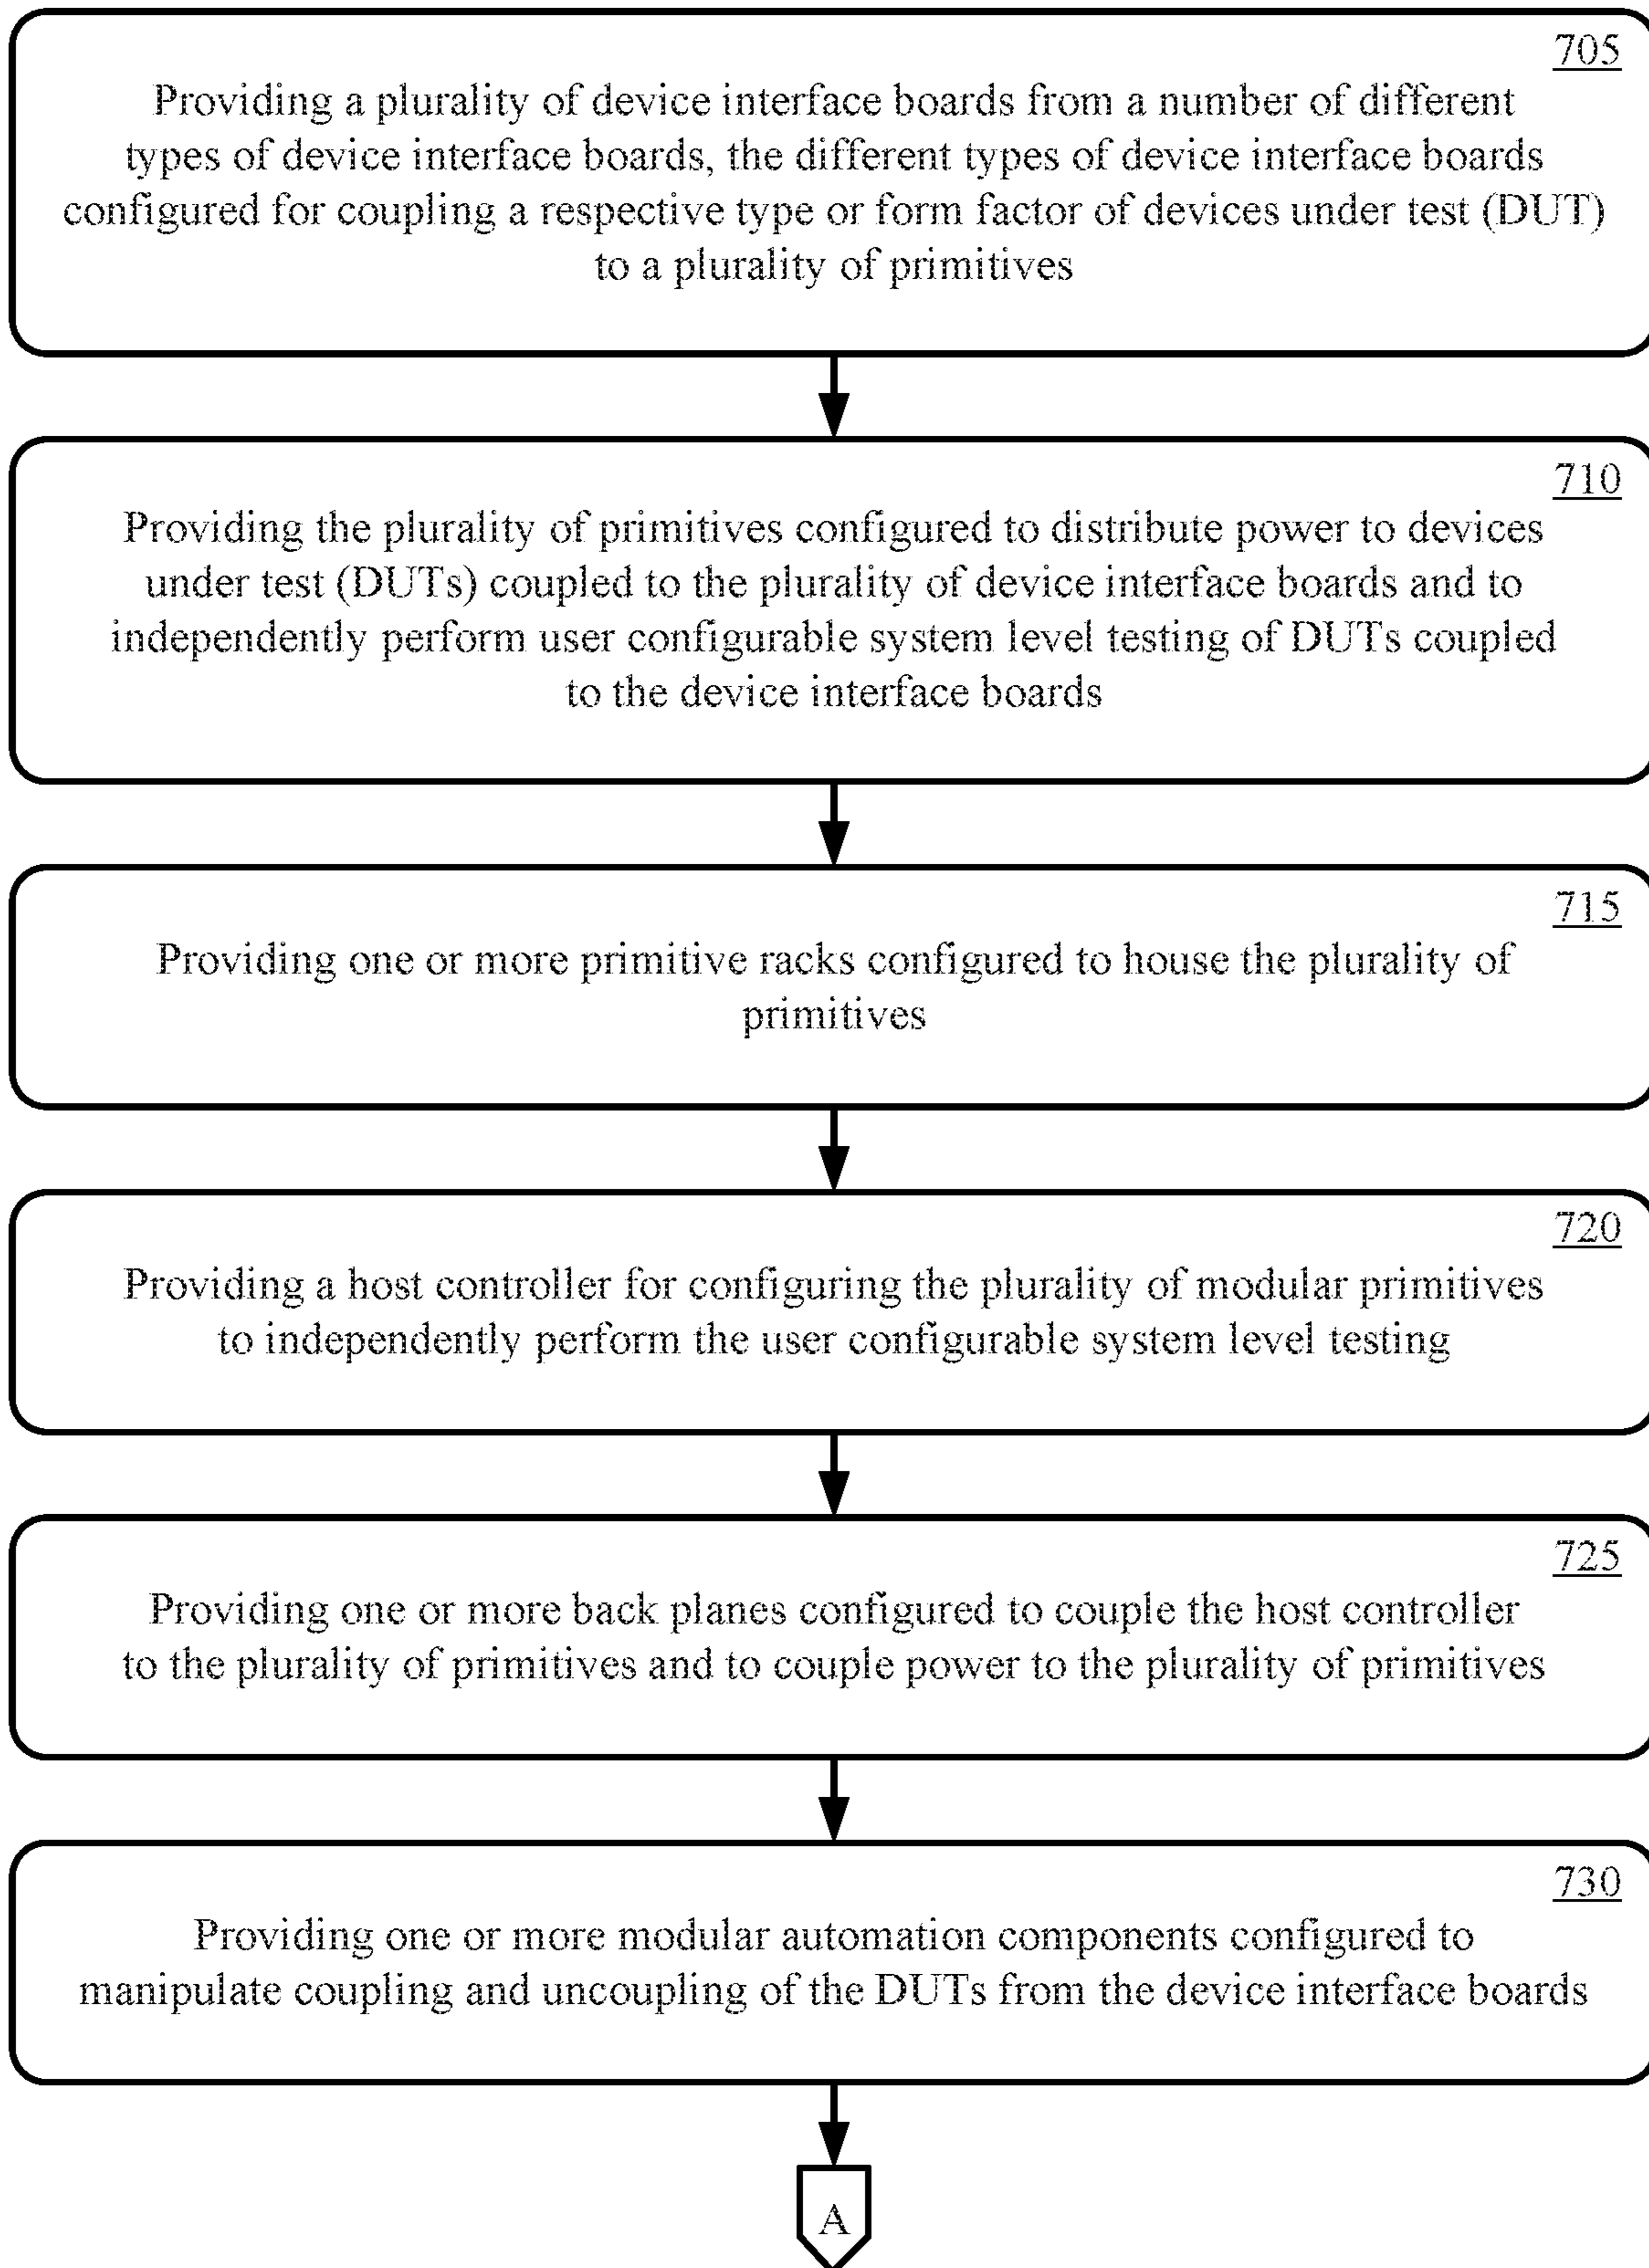 705
Providing a plurality of device interface boards from a number of different
types of device interface boards, the different types of device interface boards
configured for coupling a respective type or form factor of devices under test (DUT)
to a plurality of primitives
710
Providing the plurality of primitives configured to distribute power to devices
under test (DUTs) coupled to the plurality of device interface boards and to
independently perform user configurable system level testing of DUTs coupled
to the device interface boards
715
Providing one or more primitive racks configured to house the plurality of
primitives
720
Providing a host controller for configuring the plurality of modular primitives
to independently perform the user configurable system level testing
725
Providing one or more back planes configured to couple the host controller
to the plurality of primitives and to couple power to the plurality of primitives
730
Providing one or more modular automation components configured to
manipulate coupling and uncoupling of the DUTs from the device interface boards
A